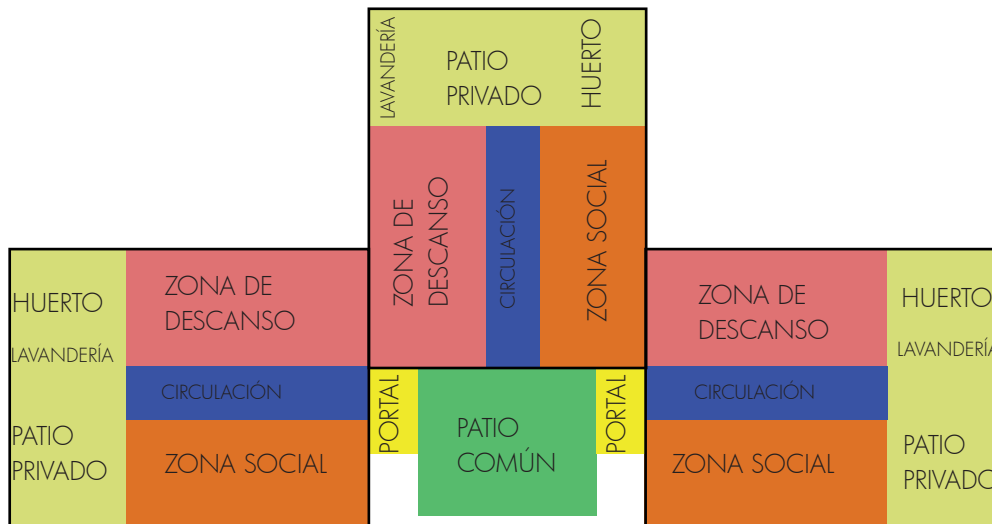 LAVANDERÍA
PATIO
PRIVADO
HUERTO
ZONA DE
DESCANSO
CIRCULACIÓN
ZONA SOCIAL
HUERTO
LAVANDERÍA
PATIO
PRIVADO
ZONA DE
DESCANSO
CIRCULACIÓN
ZONA SOCIAL
PORTAL
PATIO
COMÚN
PORTAL
ZONA DE
DESCANSO
CIRCULACIÓN
ZONA SOCIAL
HUERTO
LAVANDERÍA
PATIO
PRIVADO